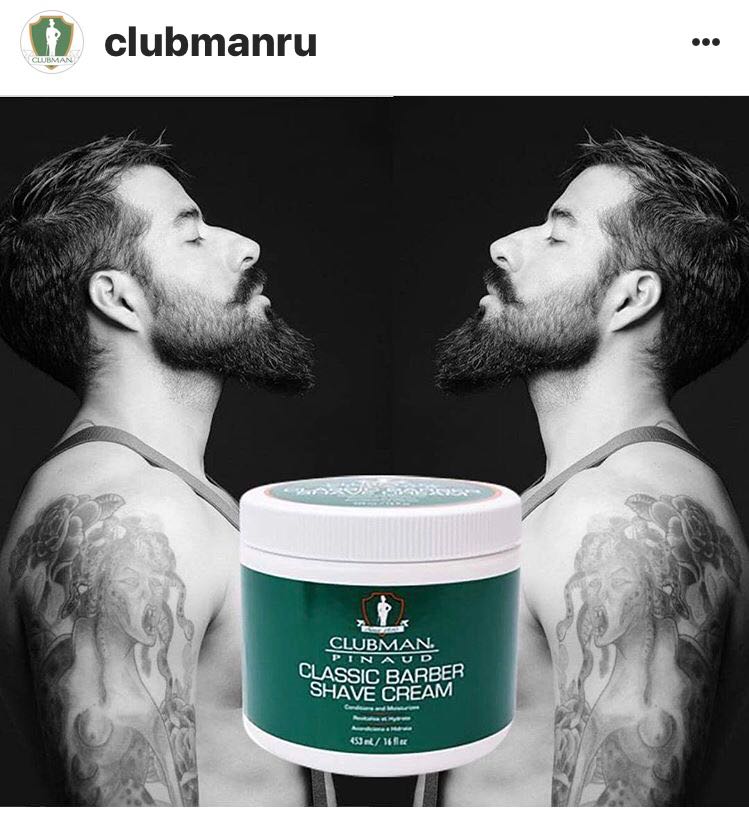 CLUBMAN
clubmanru
CLUBMAN
PINAUD
CLASSIC BARBER
SHAVE CREAM
Conditions and Moisturizes
Revitalise et Hydrate
Acondiciona e Hidrata
453 mL / 16 fl oz